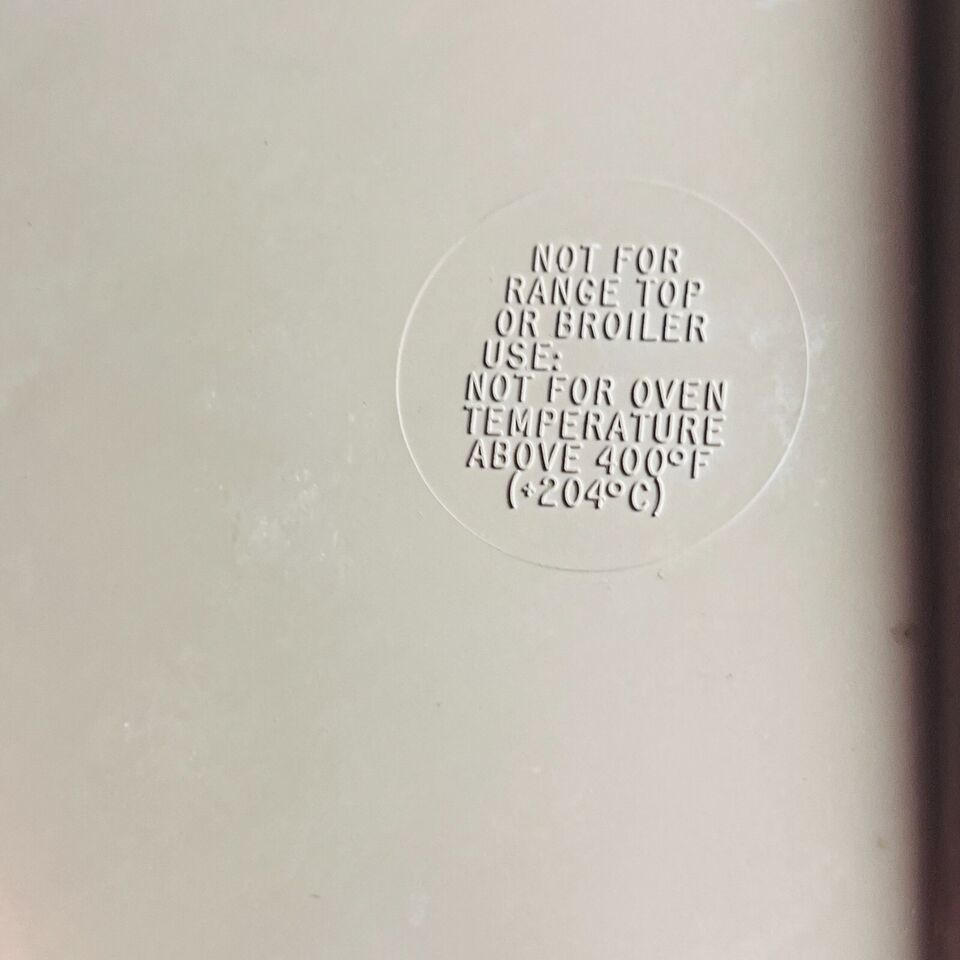 NOT FOR
RANGE TOP
OR BROILER
USE:
NOT FOR OVEN
TEMPERATURE
ABOVE 400°F
(+204°C)